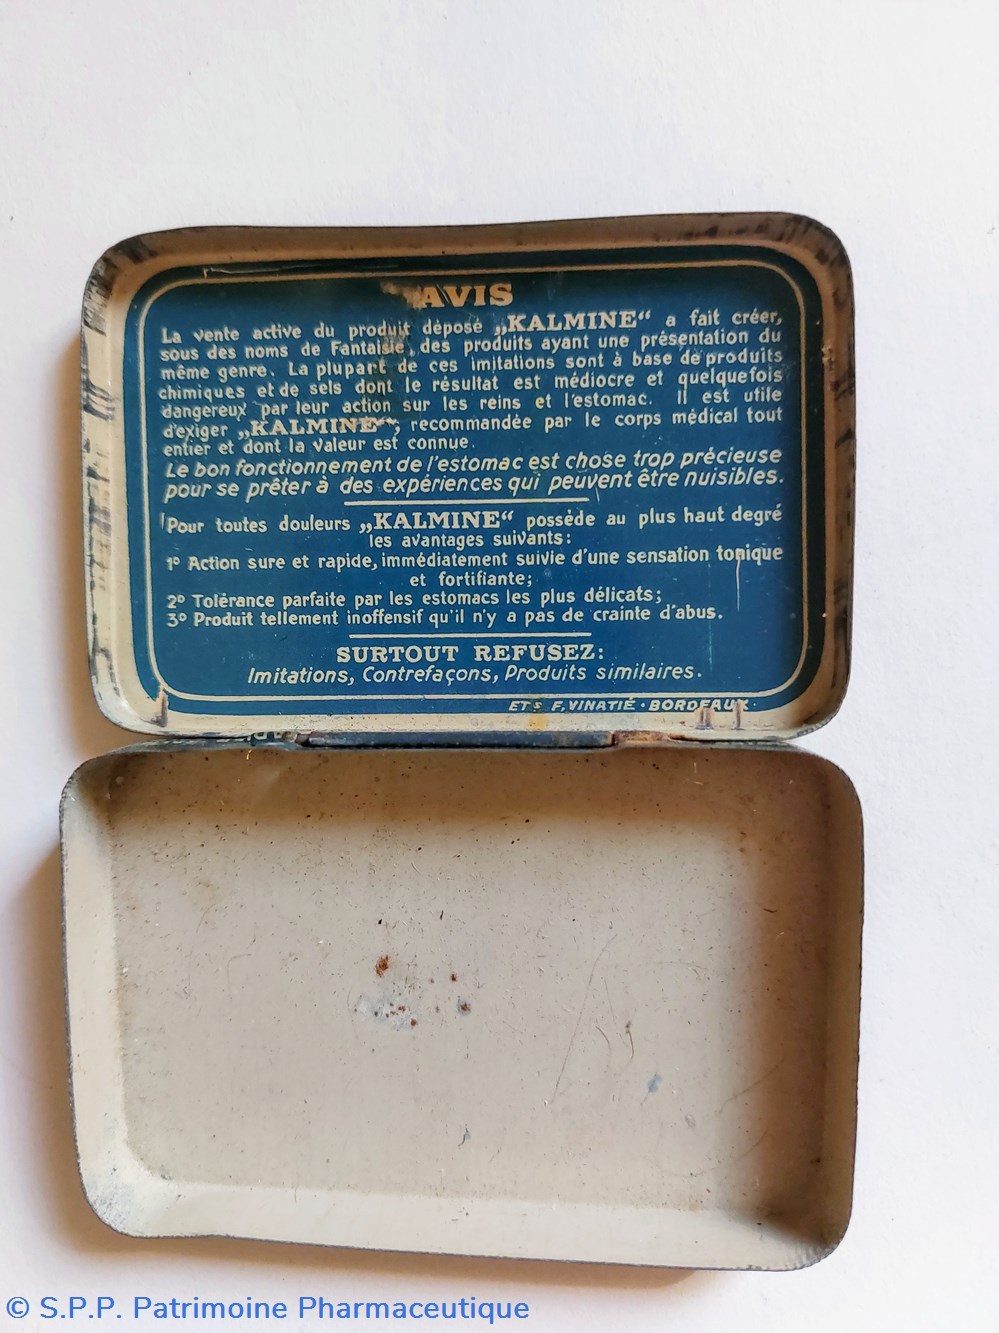 AVIS
La vente active du produit déposé „KALMINE“ a fait créer,
sous des noms de Fantaisie, des produits ayant une présentation du
même genre. La plupart de ces imitations sont à base de produits
chimiques et de sels dont le résultat est médiocre et quelquefois
dangereux par leur action sur les reins et l'estomac. Il est utile
d'exiger „KALMINE“, recommandée par le corps médical tout
entier et dont la valeur est connue.
Le bon fonctionnement de l'estomac est chose trop précieuse
pour se prêter à des expériences qui peuvent être nuisibles.
Pour toutes douleurs „KALMINE“ possède au plus haut degré
les avantages suivants:
1º Action sure et rapide, immédiatement suivie d'une sensation tonique
et fortifiante;
2º Tolérance parfaite par les estomacs les plus délicats;
3º Produit tellement inoffensif qu'il n'y a pas de crainte d'abus.
SURTOUT REFUSEZ:
Imitations, Contrefaçons, Produits similaires.
ETS F. VINATIÉ · BORDEAUX
© S.P.P. Patrimoine Pharmaceutique